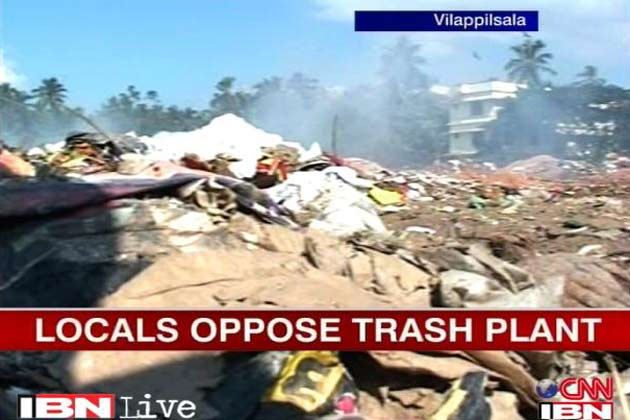 Vilappilsala
LOCALS OPPOSE TRASH PLANT
IBN Live
CNN
IBN